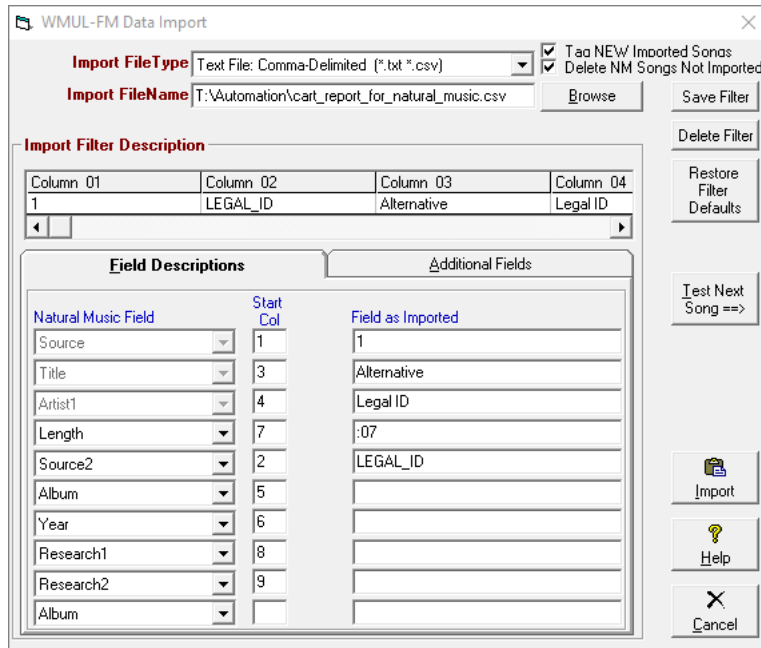 WMUL-FM Data Import
Import FileType Text File: Comma-Delimited (*.txt *.csv) Tag NEW Imported Songs
Delete NM Songs Not Imported
Import FileName T:\Automation\cart_report_for_natural_music.csv Browse Save Filter
Delete Filter
Import Filter Description
Column 01 Column 02 Column 03 Column 04
1 LEGAL_ID Alternative Legal ID
Restore
Filter
Defaults
Field Descriptions Additional Fields
Test Next
Song ==>
Natural Music Field Start
Col Field as Imported
Source 1 1
Title 3 Alternative
Artist1 4 Legal ID
Length 7 :07
Source2 2 LEGAL_ID
Album 5
Year 6
Research1 8
Research2 9
Album
Import
Help
Cancel